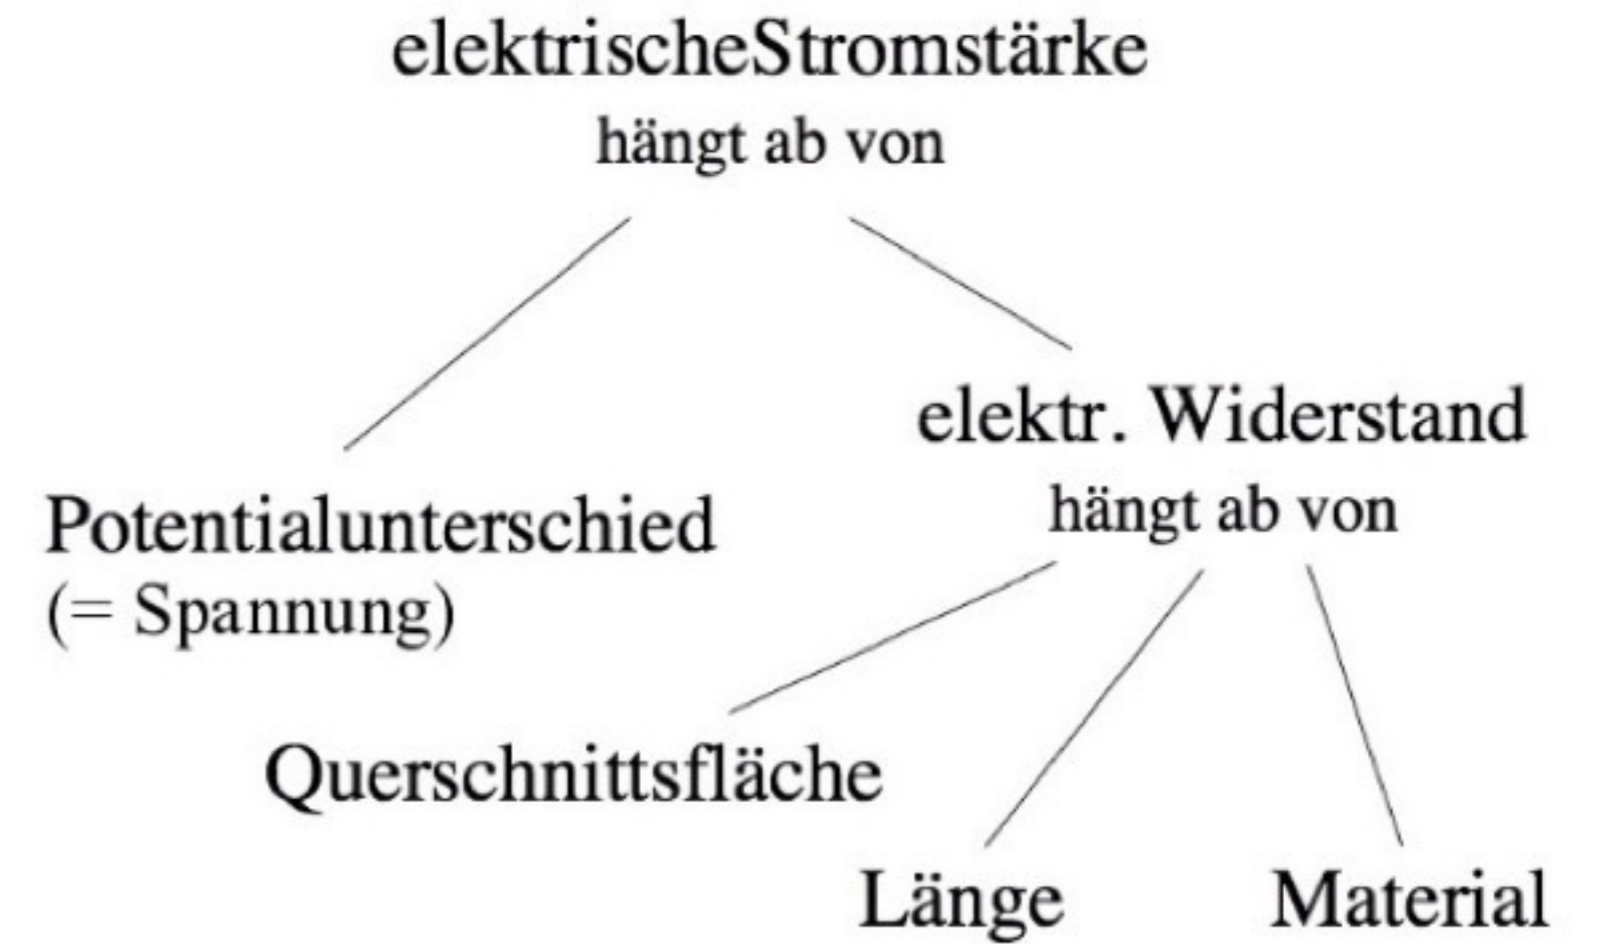 elektrischeStromstärke
hängt ab von
elektr. Widerstand
hängt ab von
Potentialunterschied
(= Spannung)
Querschnittsfläche
Länge
Material